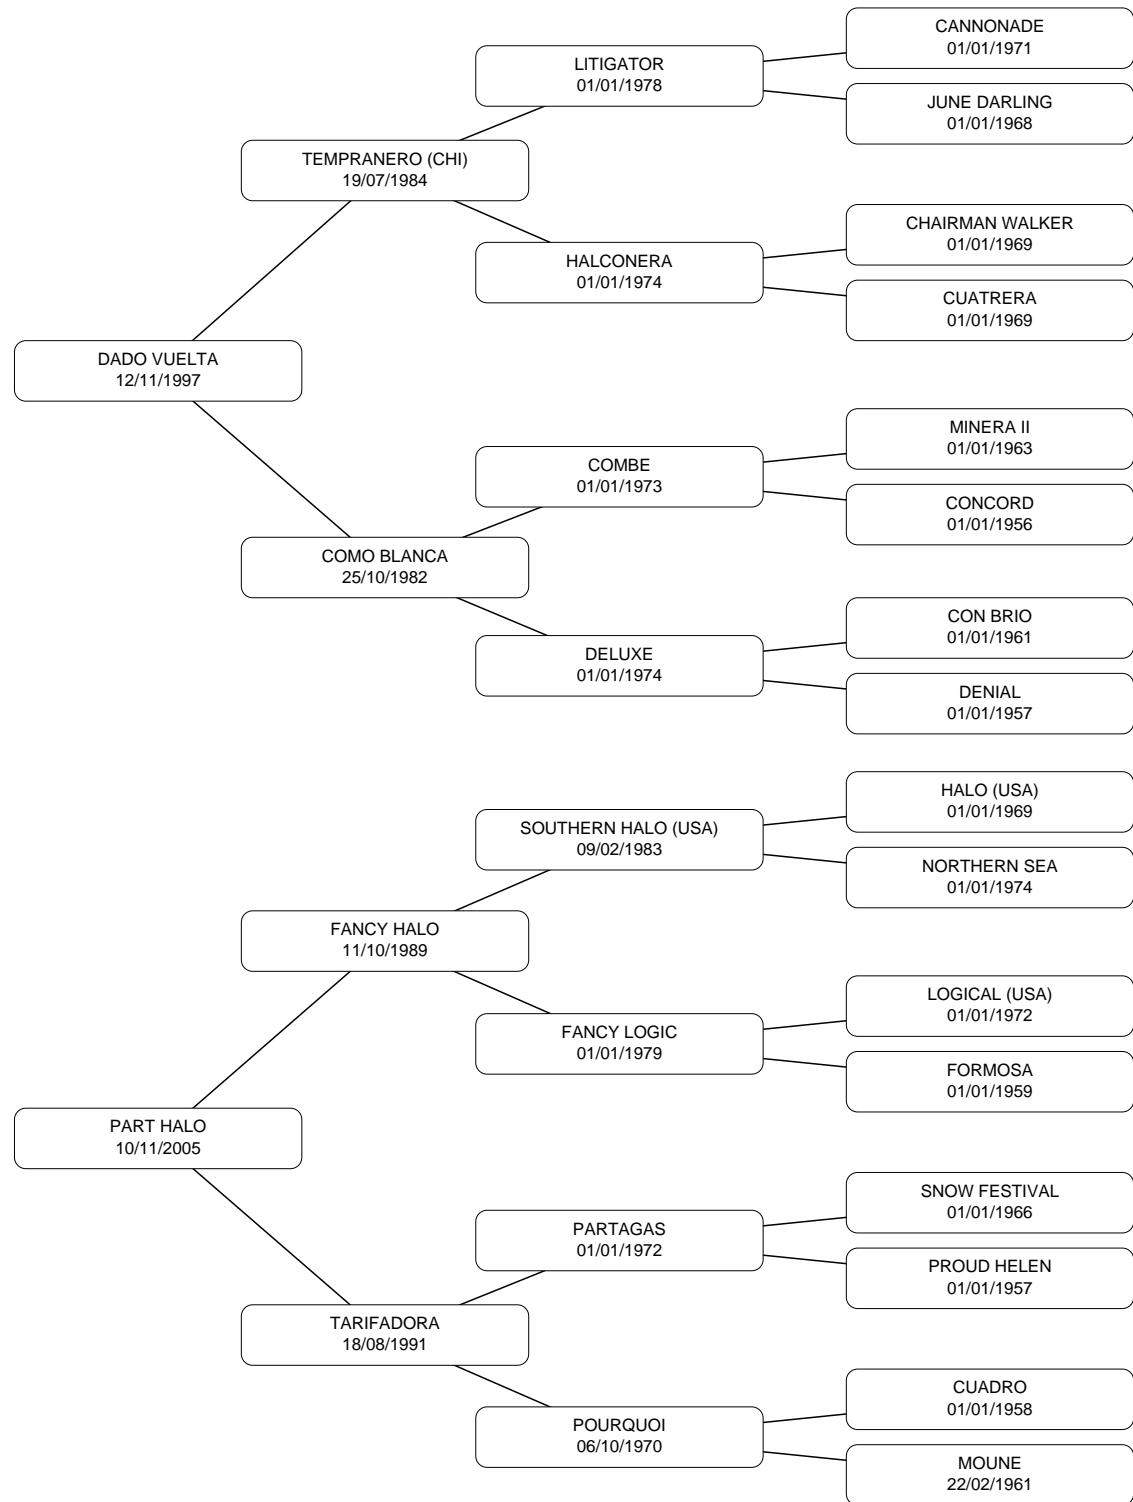 CANNONADE
01/01/1971
LITIGATOR
01/01/1978
JUNE DARLING
01/01/1968
TEMPRANERO (CHI)
19/07/1984
CHAIRMAN WALKER
01/01/1969
HALCONERA
01/01/1974
CUATRERA
01/01/1969
DADO VUELTA
12/11/1997
MINERA II
01/01/1963
COMBE
01/01/1973
CONCORD
01/01/1956
COMO BLANCA
25/10/1982
CON BRIO
01/01/1961
DELUXE
01/01/1974
DENIAL
01/01/1957
HALO (USA)
01/01/1969
SOUTHERN HALO (USA)
09/02/1983
NORTHERN SEA
01/01/1974
FANCY HALO
11/10/1989
LOGICAL (USA)
01/01/1972
FANCY LOGIC
01/01/1979
FORMOSA
01/01/1959
PART HALO
10/11/2005
SNOW FESTIVAL
01/01/1966
PARTAGAS
01/01/1972
PROUD HELEN
01/01/1957
TARIFADORA
18/08/1991
CUADRO
01/01/1958
POURQUOI
06/10/1970
MOUNE
22/02/1961